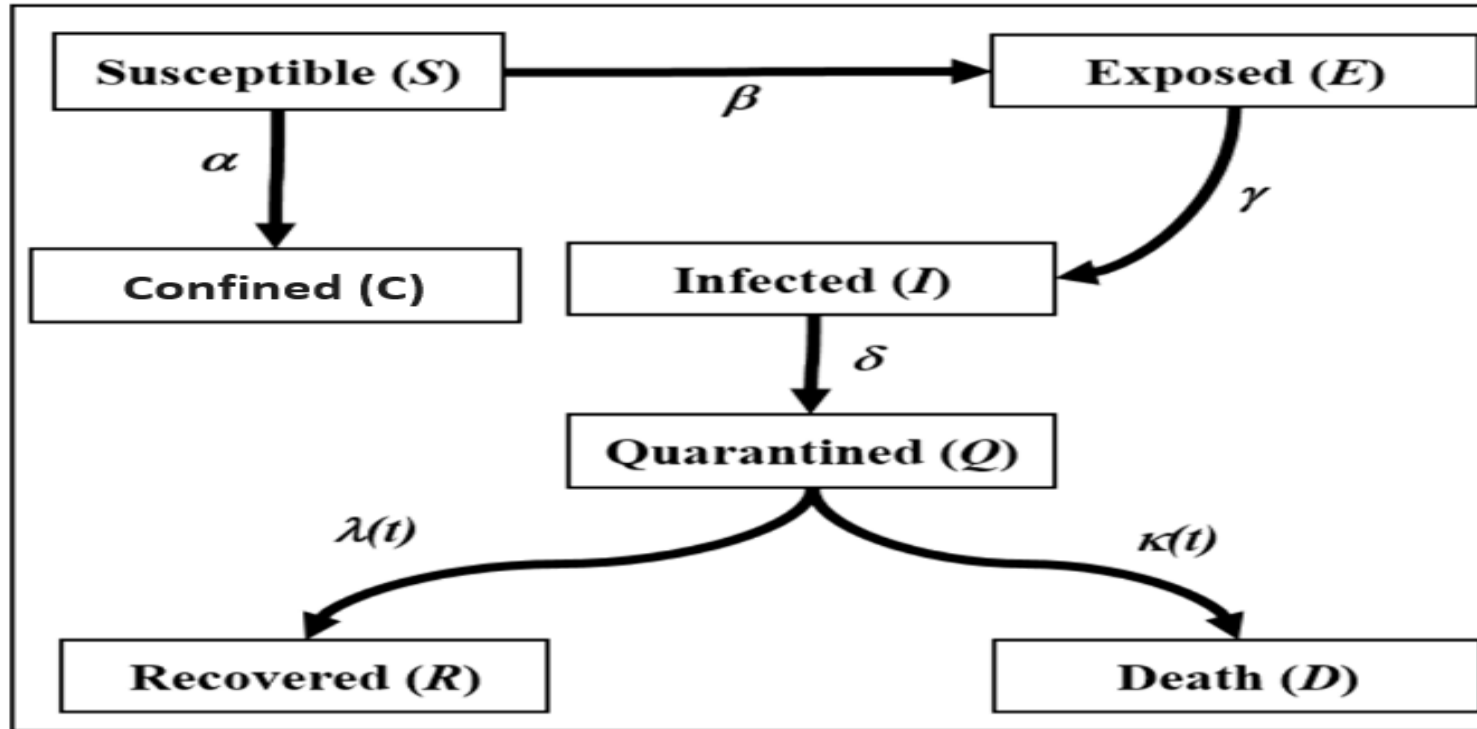 Susceptible (S)
β
Exposed (E)
α
γ
Confined (C)
Infected (I)
δ
Quarantined (Q)
λ(t)
κ(t)
Recovered (R)
Death (D)